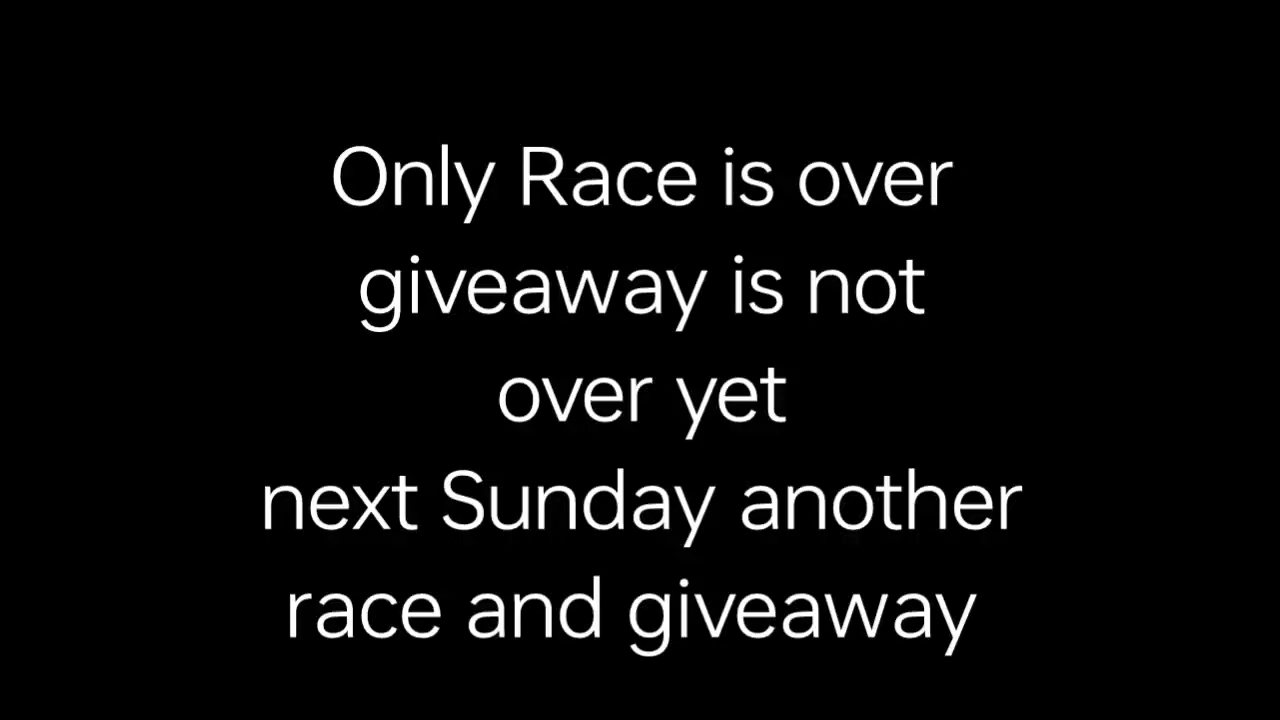 Only Race is over
giveaway is not
over yet
next Sunday another
race and giveaway